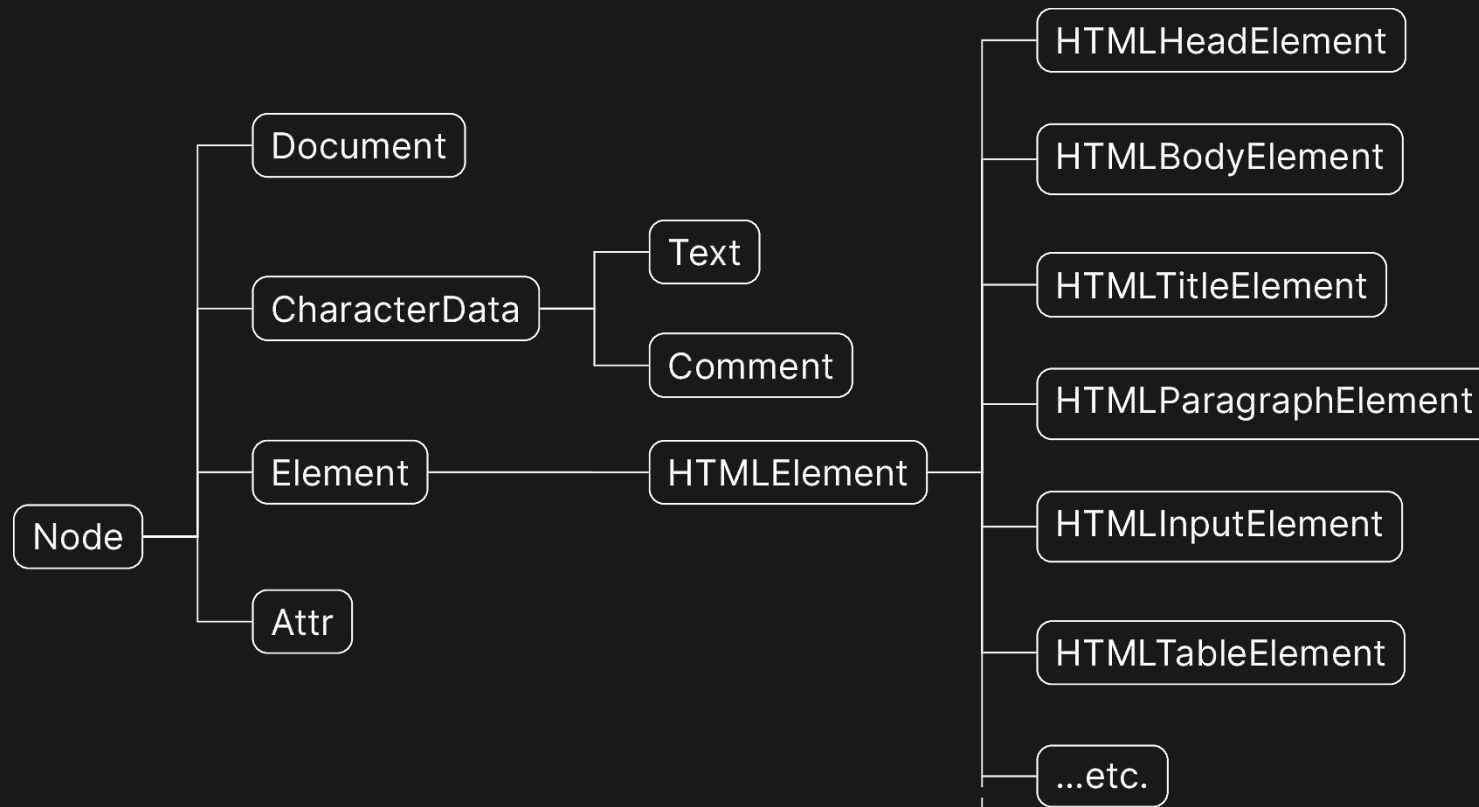 Node
Document
CharacterData
Element
Attr
Text
Comment
HTMLElement
HTMLHeadElement
HTMLBodyElement
HTMLTitleElement
HTMLParagraphElement
HTMLInputElement
HTMLTableElement
...etc.